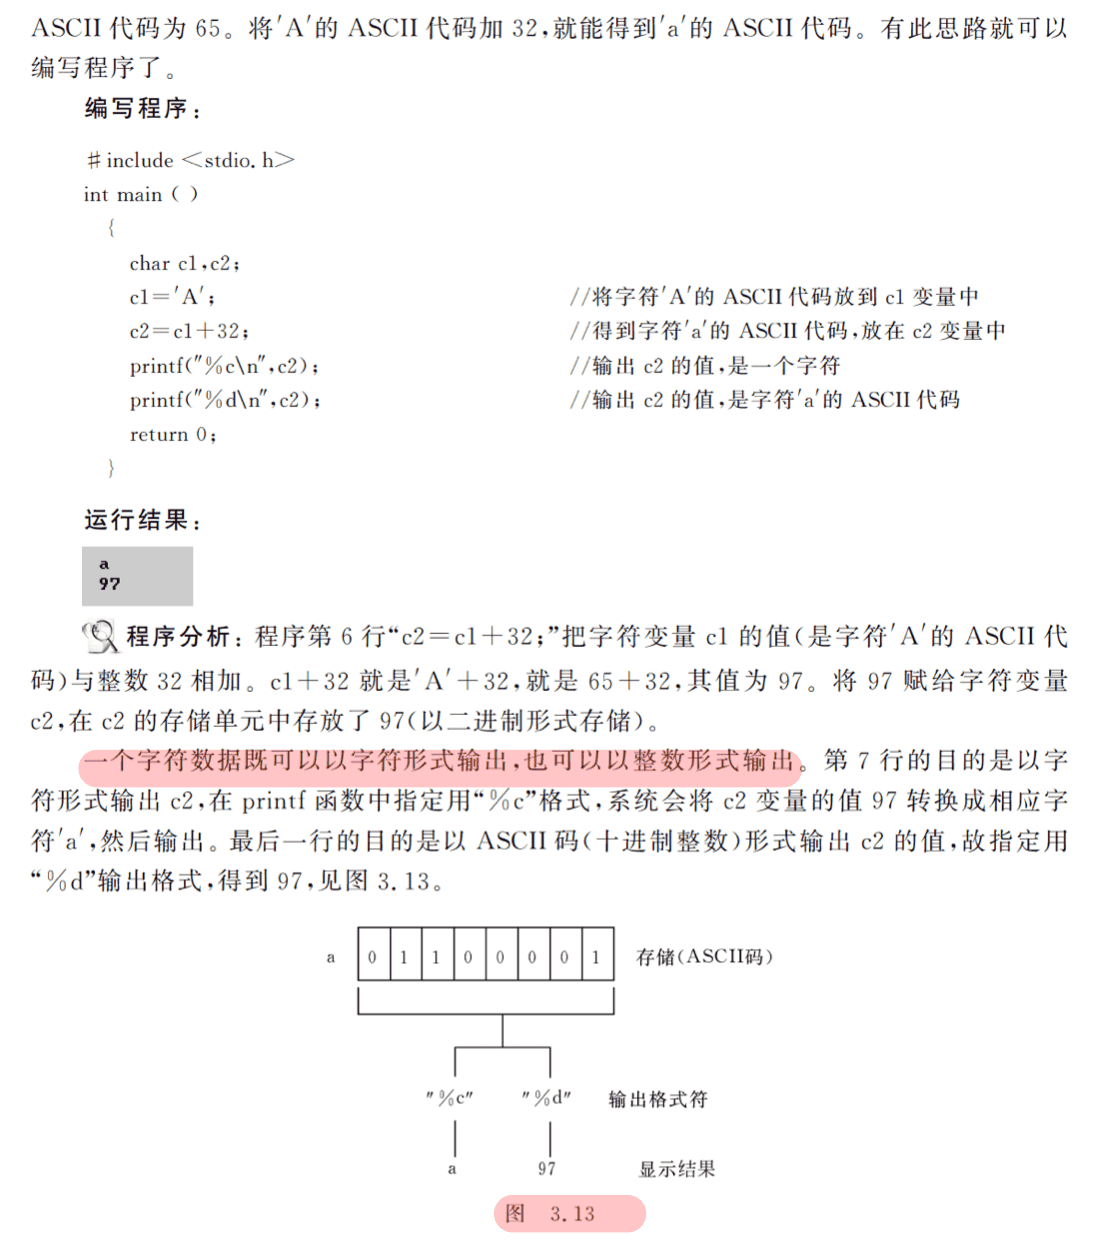 ASCII 代码为 65。将'A'的 ASCII 代码加 32,就能得到'a'的 ASCII 代码。有此思路就可以
编写程序了。
编写程序:
#include <stdio.h>
int main ( )
{
char c1,c2;
c1='A'; //将字符'A'的 ASCII 代码放到 c1 变量中
c2=c1+32; //得到字符'a'的 ASCII 代码,放在 c2 变量中
printf("%c\n",c2); //输出 c2 的值,是一个字符
printf("%d\n",c2); //输出 c2 的值,是字符'a'的 ASCII 代码
return 0;
}
运行结果:
a
97
程序分析:程序第 6 行“c2=c1+32;”把字符变量 c1 的值(是字符'A'的 ASCII 代
码)与整数 32 相加。c1+32 就是'A'+32,就是 65+32,其值为 97。将 97 赋给字符变量
c2,在 c2 的存储单元中存放了 97(以二进制形式存储)。
一个字符数据既可以以字符形式输出,也可以以整数形式输出。第 7 行的目的是以字
符形式输出 c2,在 printf 函数中指定用“%c”格式,系统会将 c2 变量的值 97 转换成相应字
符'a',然后输出。最后一行的目的是以 ASCII 码(十进制整数)形式输出 c2 的值,故指定用
“%d”输出格式,得到 97,见图 3.13。
a 0 1 1 0 0 0 0 1 存储(ASCII码)
"%c" "%d" 输出格式符
a 97 显示结果
图 3.13